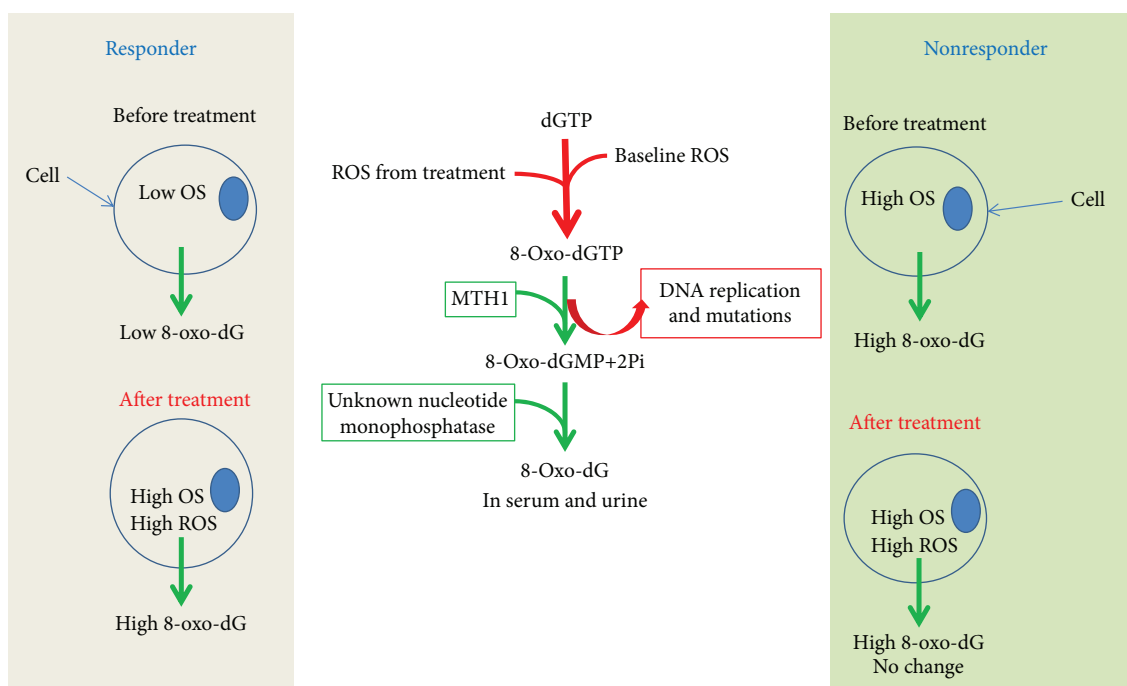 Responder
Before treatment
Cell
Low OS
Low 8-oxo-dG
After treatment
High OS
High ROS
High 8-oxo-dG
dGTP
ROS from treatment
Baseline ROS
8-Oxo-dGTP
MTH1
DNA replication
and mutations
8-Oxo-dGMP+2Pi
Unknown nucleotide
monophosphatase
8-Oxo-dG
In serum and urine
Nonresponder
Before treatment
High OS
Cell
High 8-oxo-dG
After treatment
High OS
High ROS
High 8-oxo-dG
No change